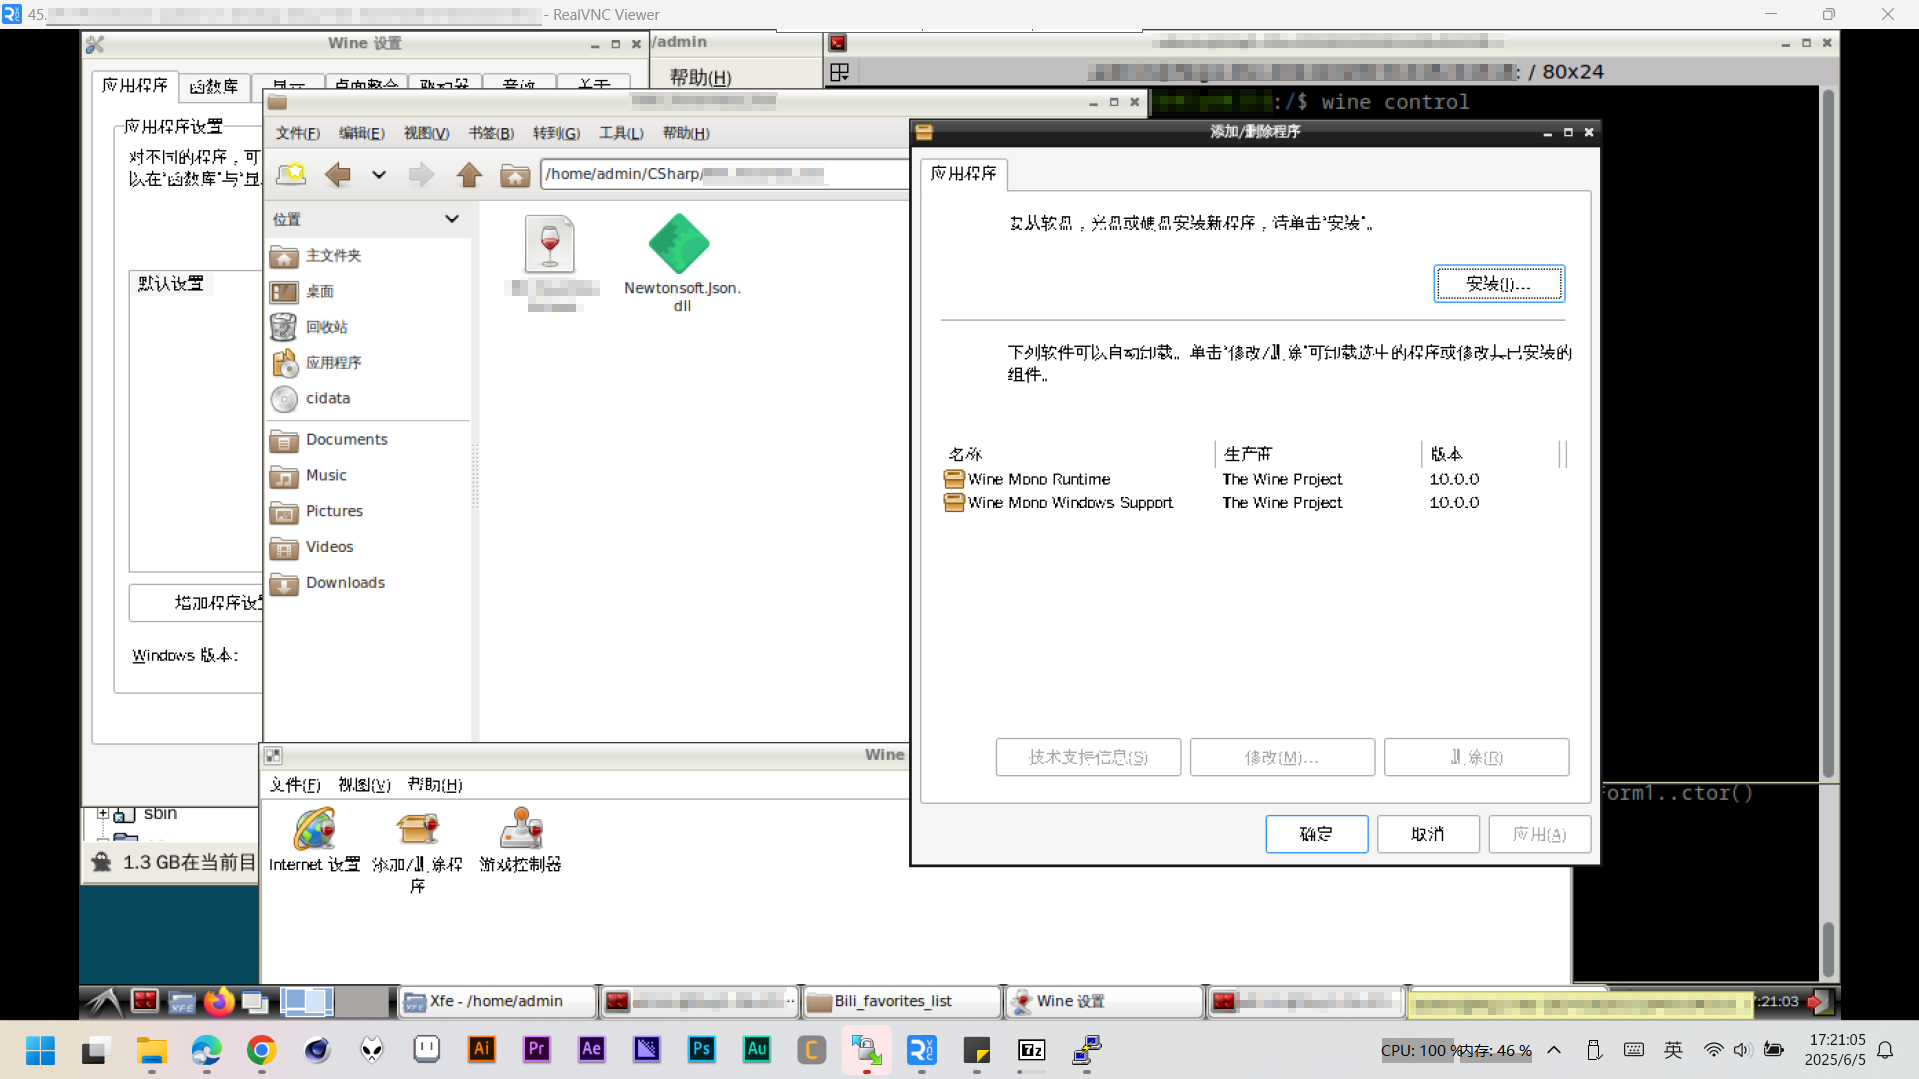 45.
- RealVNC Viewer
Wine 设置
应用程序
函数库
显示
桌面整合
驱动器
音效
关于
应用程序设置
对不同的程序，可
以在"函数库"与"显
默认设置
增加程序设
Windows 版本:
/admin
帮助(H)
文件(F) 编辑(E) 视图(V) 书签(B) 转到(G) 工具(L) 帮助(H)
/home/admin/CSharp/
位置
主文件夹
桌面
回收站
应用程序
cidata
Documents
Music
Pictures
Videos
Downloads
Newtonsoft.Json.
dll
: / 80x24
:/$ wine control
添加/删除程序
应用程序
要从软盘，光盘或硬盘安装新程序，请单击"安装"。
安装(I)...
下列软件可以自动卸载。单击"修改/删除"可卸载选中的程序或修改其已安装的
组件。
名称 生产商 版本
Wine Mono Runtime The Wine Project 10.0.0
Wine Mono Windows Support The Wine Project 10.0.0
技术支持信息(S) 修改(M)... 删除(R)
确定 取消 应用(A)
Form1..ctor()
Wine
文件(F) 视图(V) 帮助(H)
Internet 设置
添加/删除程
序
游戏控制器
sbin
1.3 GB在当前目
Xfe - /home/admin
Bili_favorites_list
Wine 设置
:21:03
Ai
Pr
Ae
Ps
Au
C
7z
CPU: 100 %
内存: 46 %
英
17:21:05
2025/6/5